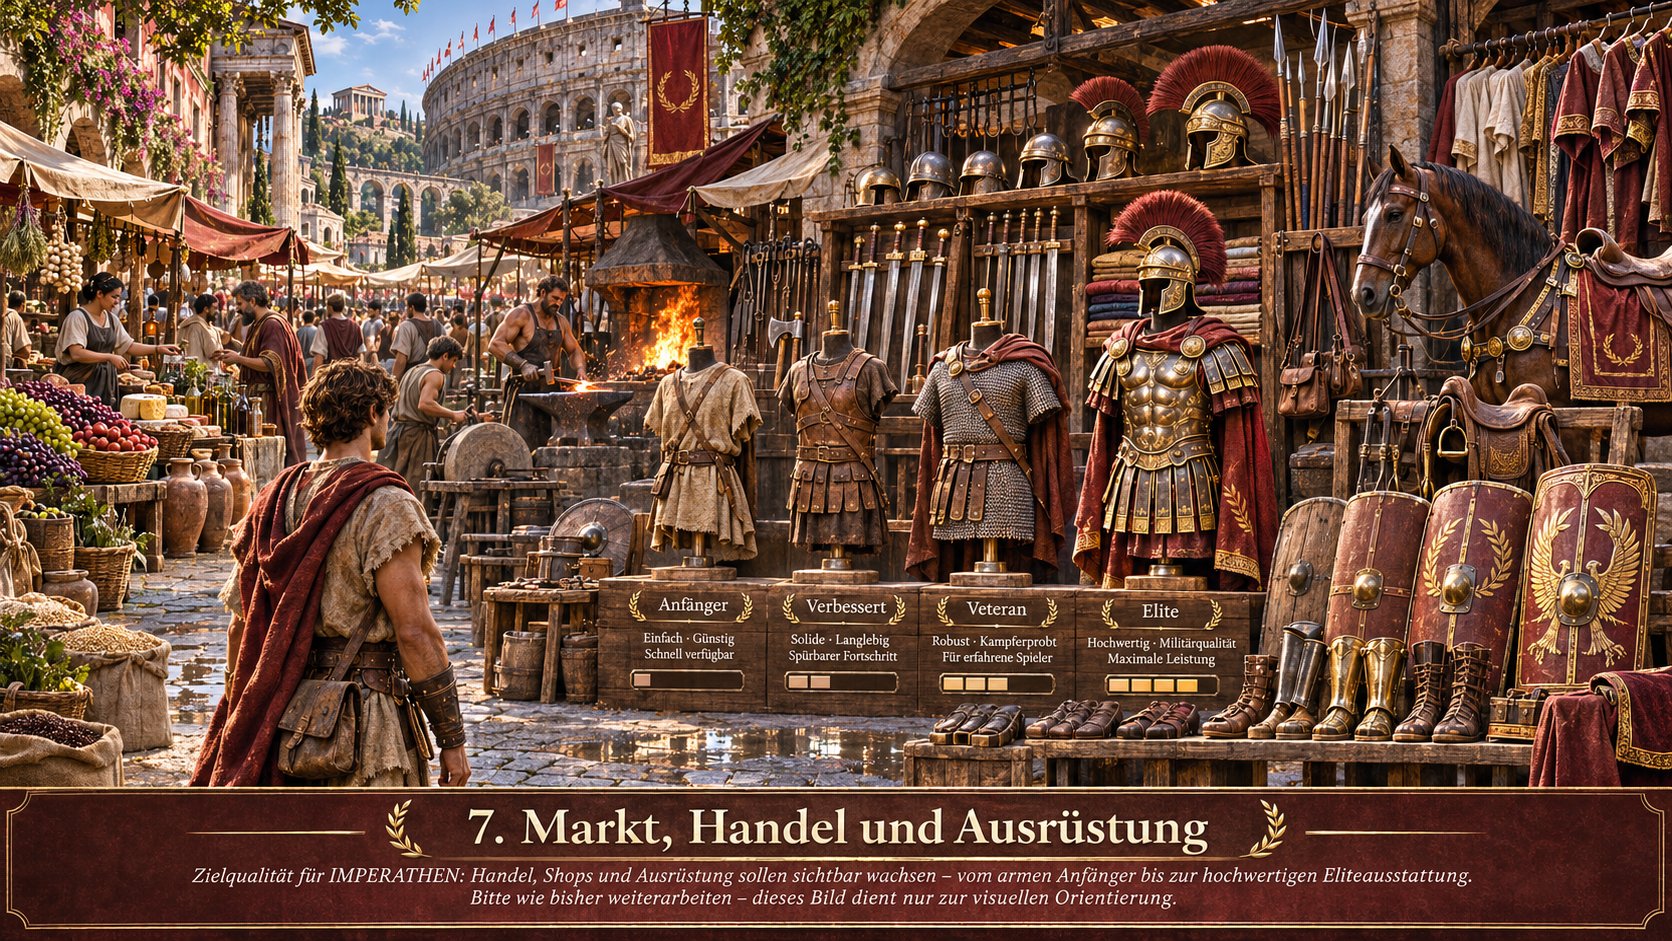 Anfänger
Einfach · Günstig
Schnell verfügbar
Verbessert
Solide · Langlebig
Spürbarer Fortschritt
Veteran
Robust · Kampferprobt
Für erfahrene Spieler
Elite
Hochwertig · Militärqualität
Maximale Leistung
7. Markt, Handel und Ausrüstung
Zielqualität für IMPERATHEN: Handel, Shops und Ausrüstung sollen sichtbar wachsen – vom armen Anfänger bis zur hochwertigen Eliteausstattung.
Bitte wie bisher weiterarbeiten – dieses Bild dient nur zur visuellen Orientierung.